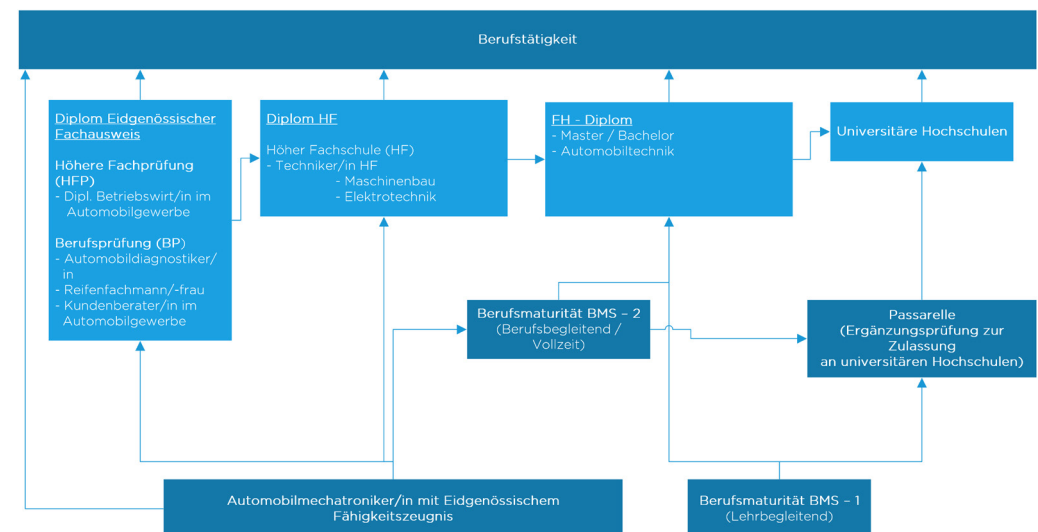 Berufstätigkeit
Diplom Eidgenössischer
Fachausweis
Höhere Fachprüfung
(HFP)
- Dipl. Betriebswirt/in im
Automobilgewerbe
Berufsprüfung (BP)
- Automobildiagnostiker/
in
- Reifenfachmann/-frau
- Kundenberater/in im
Automobilgewerbe
Diplom HF
Höher Fachschule (HF)
- Techniker/in HF
- Maschinenbau
- Elektrotechnik
FH - Diplom
- Master / Bachelor
- Automobiltechnik
Universitäre Hochschulen
Berufsmaturität BMS – 2
(Berufsbegleitend /
Vollzeit)
Passarelle
(Ergänzungsprüfung zur
Zulassung
an universitären Hochschulen)
Automobilmechatroniker/in mit Eidgenössischem
Fähigkeitszeugnis
Berufsmaturität BMS – 1
(Lehrbegleitend)